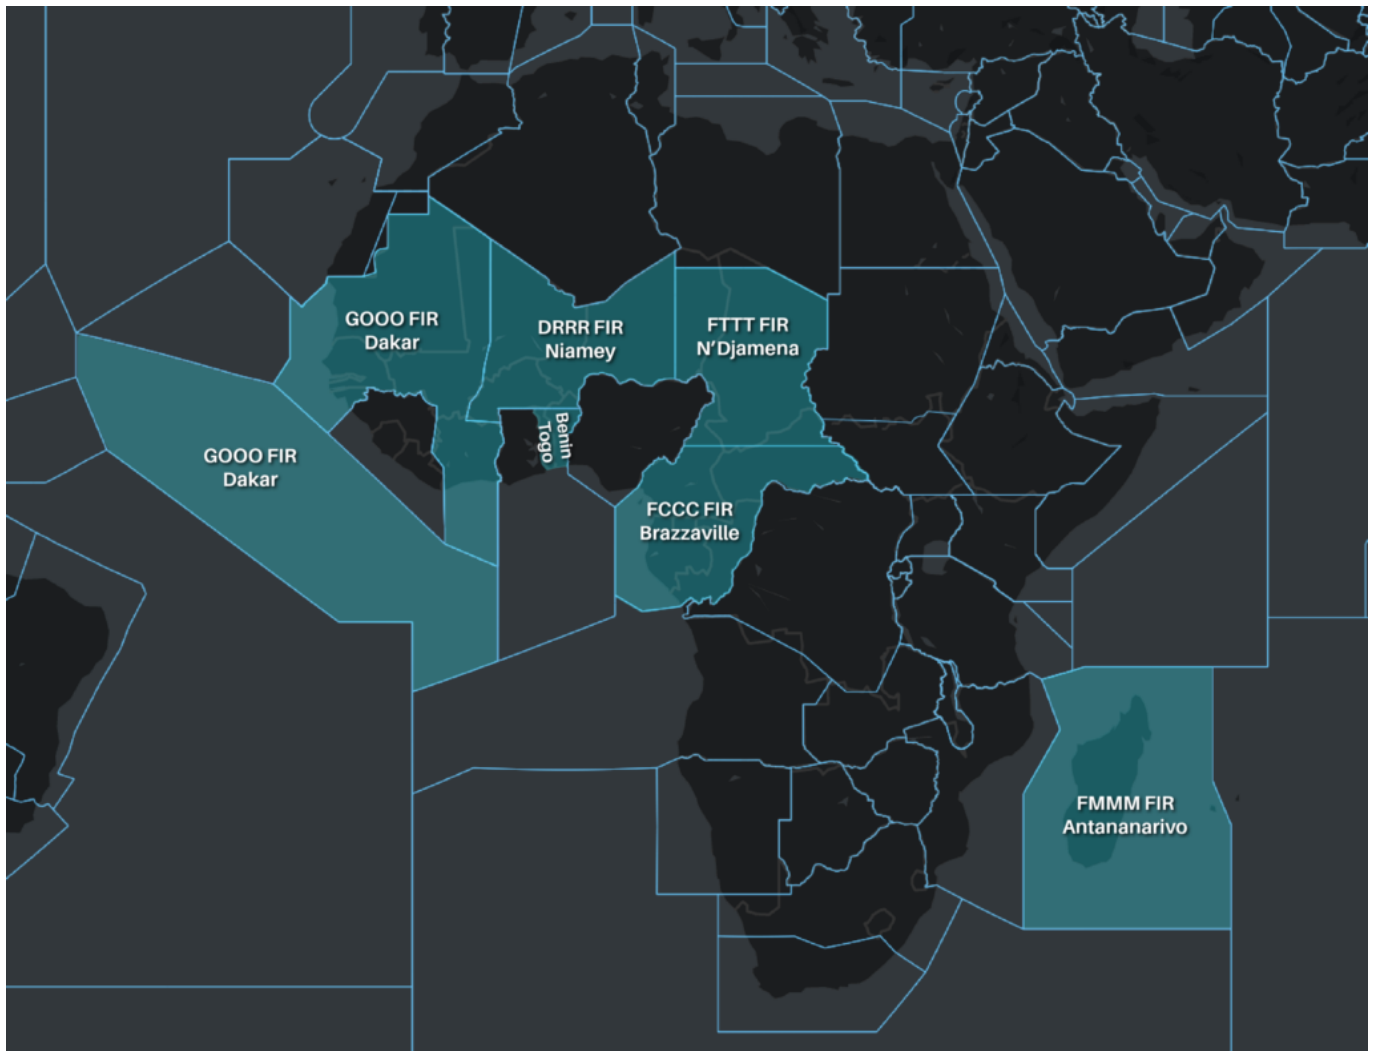 GOOO FIR
Dakar
DRRR FIR
Niamey
FTTT FIR
N'Djamena
Benin
Togo
GOOO FIR
Dakar
FCCC FIR
Brazzaville
FMMM FIR
Antananarivo